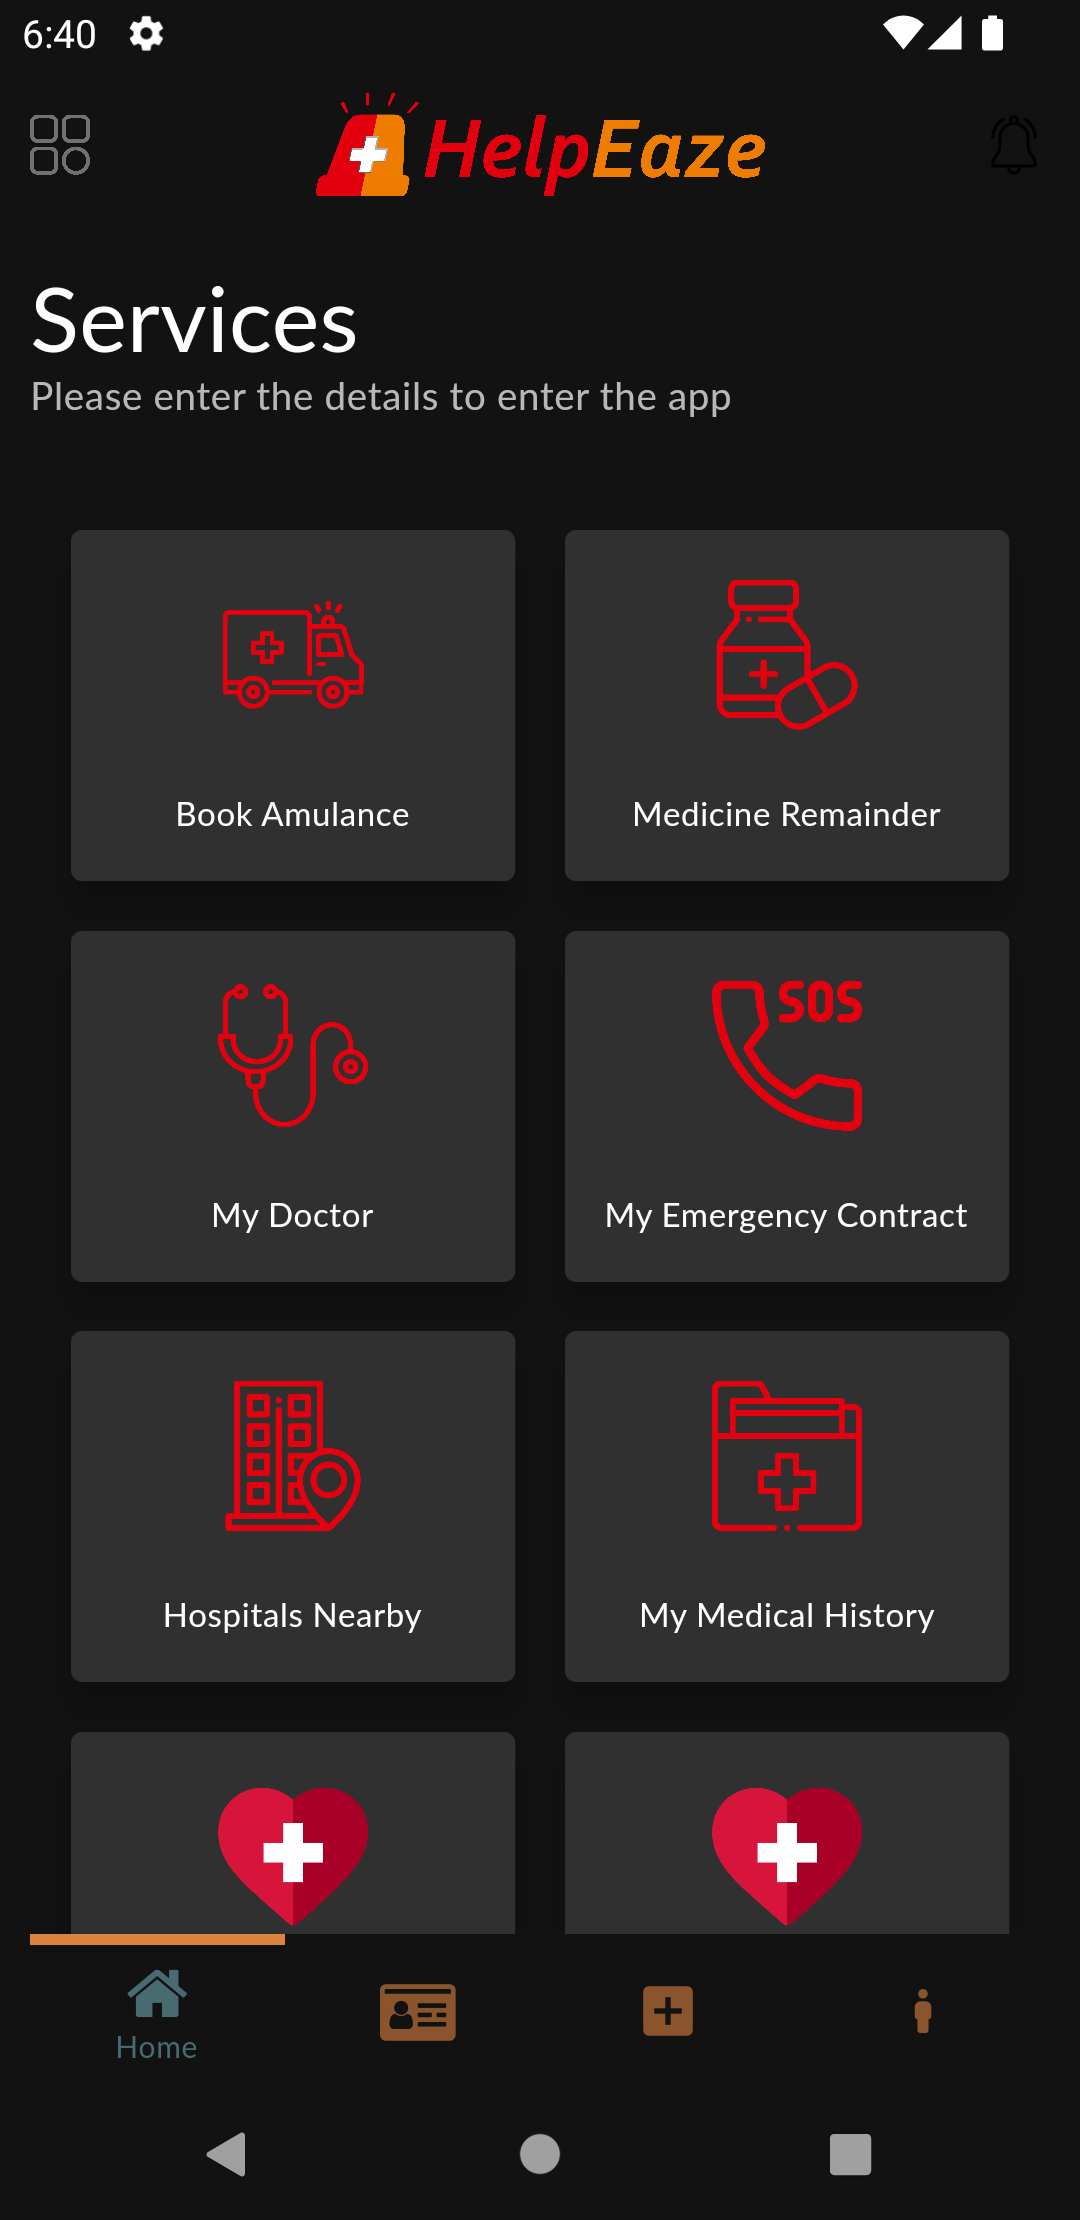 6:40
HelpEaze
Services
Please enter the details to enter the app
Book Amulance
Medicine Remainder
My Doctor
SOS
My Emergency Contract
Hospitals Nearby
My Medical History
Home